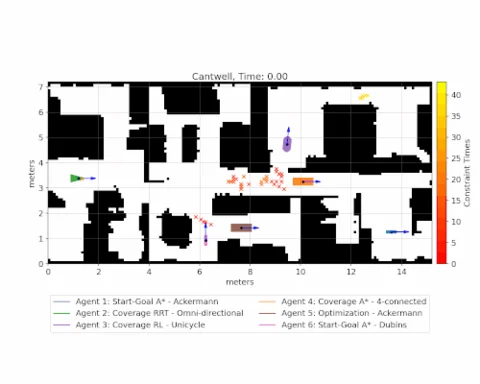 Cantwell, Time: 0.00
7
6
5
4
3
2
1
0
meters
0 2 4 6 8 10 12 14
meters
40
35
30
25
20
15
10
5
0
Constraint Times
Agent 1: Start-Goal A* - Ackermann
Agent 2: Coverage RRT - Omni-directional
Agent 3: Coverage RL - Unicycle
Agent 4: Coverage A* - 4-connected
Agent 5: Optimization - Ackermann
Agent 6: Start-Goal A* - Dubins